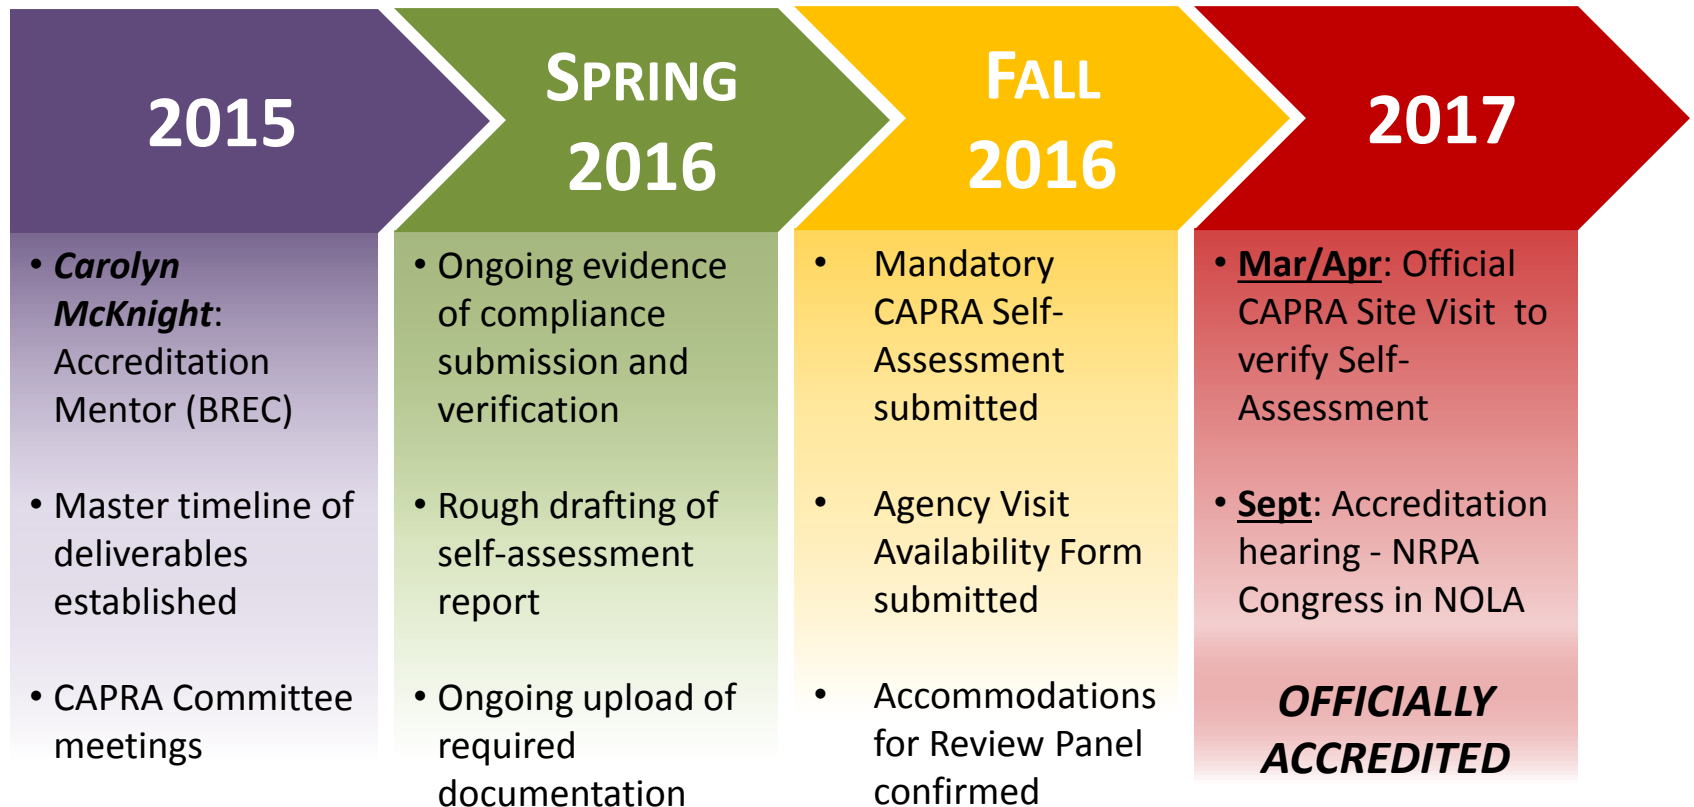 2015
• Carolyn
McKnight:
Accreditation
Mentor (BREC)
• Master timeline of
deliverables
established
• CAPRA Committee
meetings
SPRING
2016
• Ongoing evidence
of compliance
submission and
verification
• Rough drafting of
self-assessment
report
• Ongoing upload of
required
documentation
FALL
2016
• Mandatory
CAPRA Self-
Assessment
submitted
• Agency Visit
Availability Form
submitted
• Accommodations
for Review Panel
confirmed
2017
• Mar/Apr: Official
CAPRA Site Visit to
verify Self-
Assessment
• Sept: Accreditation
hearing - NRPA
Congress in NOLA
OFFICIALLY
ACCREDITED